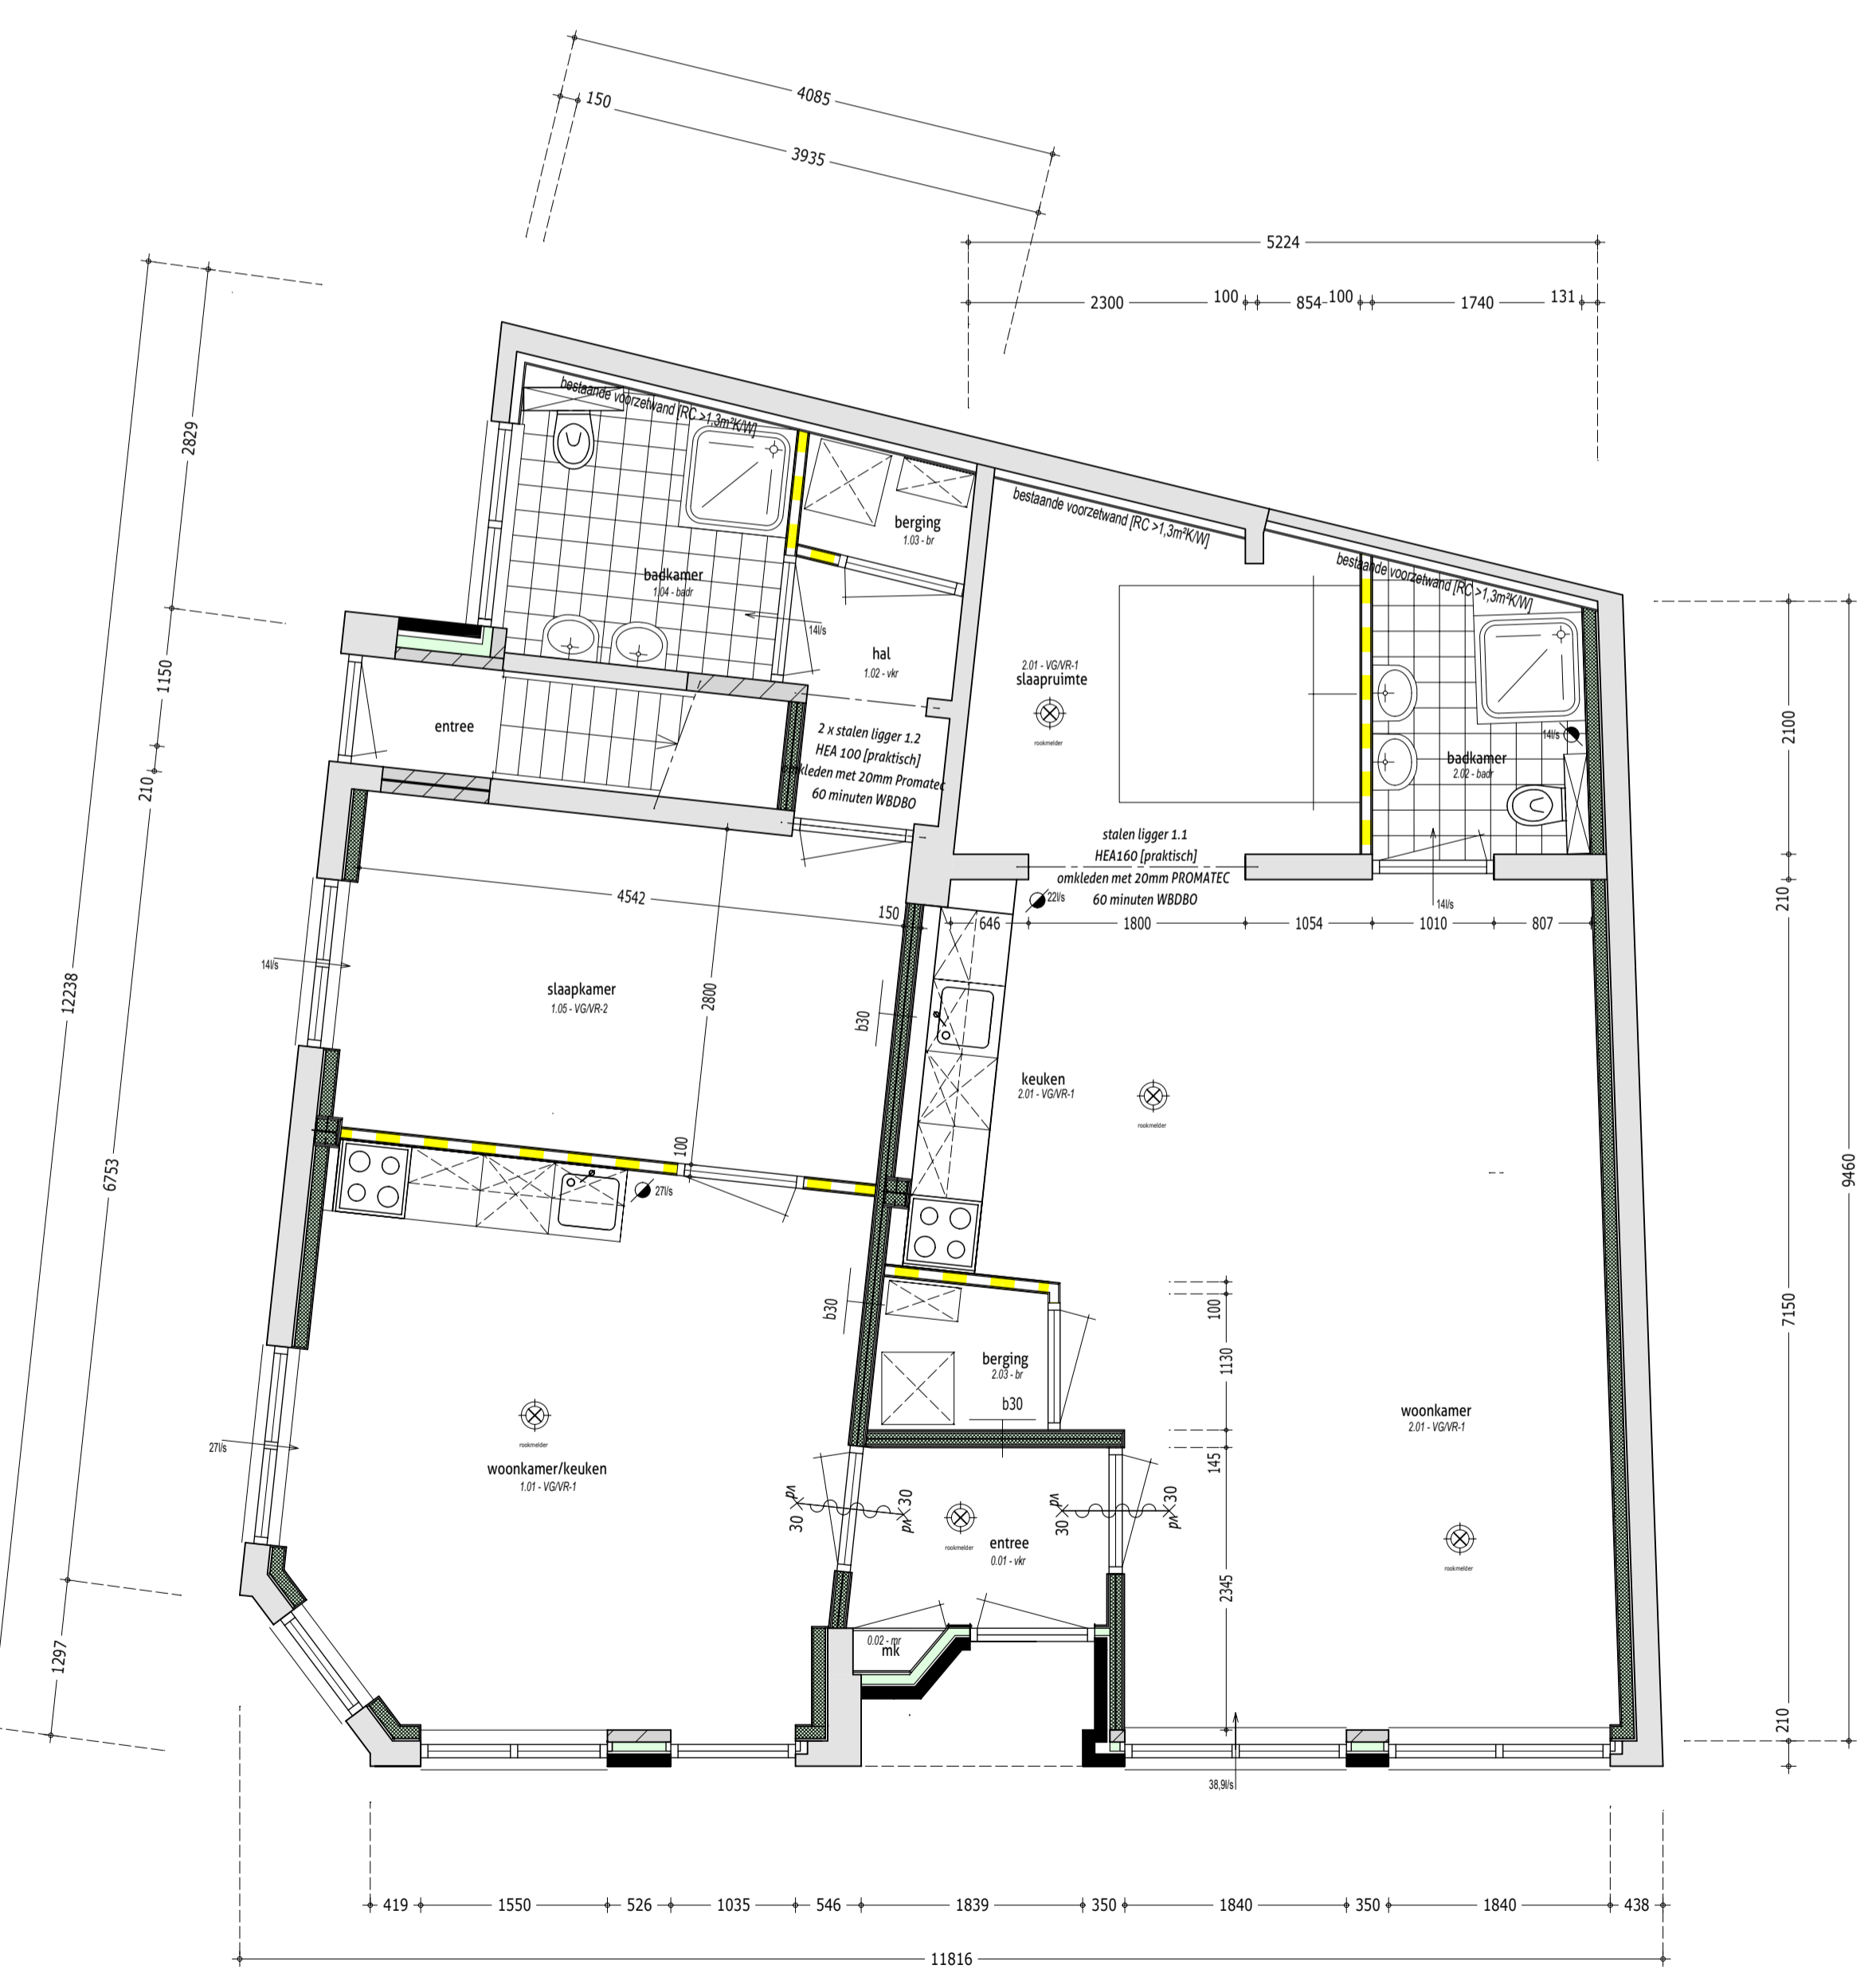 4085
150
3935
5224
2300
100
854
100
1740
131
2829
1150
210
12238
6753
1297
bestaande voorzetwand [RC >1,3m²K/W]
bestaande voorzetwand [RC >1,3m²K/W]
bestaande voorzetwand [RC >1,3m²K/W]
berging
1.03 - br
badkamer
1.04 - badr
14l/s
hal
1.02 - vkr
2.01 - VG/VR-1
slaapruimte
rookmelder
entree
2 x stalen ligger 1.2
HEA 100 [praktisch]
omkleden met 20mm Promatec
60 minuten WBDBO
14l/s
badkamer
2.02 - badr
stalen ligger 1.1
HEA160 [praktisch]
omkleden met 20mm PROMATEC
60 minuten WBDBO
22l/s
14l/s
4542
150
646
1800
1054
1010
807
2100
210
9460
7150
210
14l/s
slaapkamer
1.05 - VG/VR-2
2800
b30
keuken
2.01 - VG/VR-1
rookmelder
100
27l/s
b30
berging
2.03 - br
b30
100
1130
145
2345
woonkamer
2.01 - VG/VR-1
rookmelder
27l/s
rookmelder
woonkamer/keuken
1.01 - VG/VR-1
pv
30
30
pv
rookmelder
entree
0.01 - vkr
pv
30
30
pv
0.02 - mr
mk
38,9l/s
419
1550
526
1035
546
1839
350
1840
350
1840
438
11816